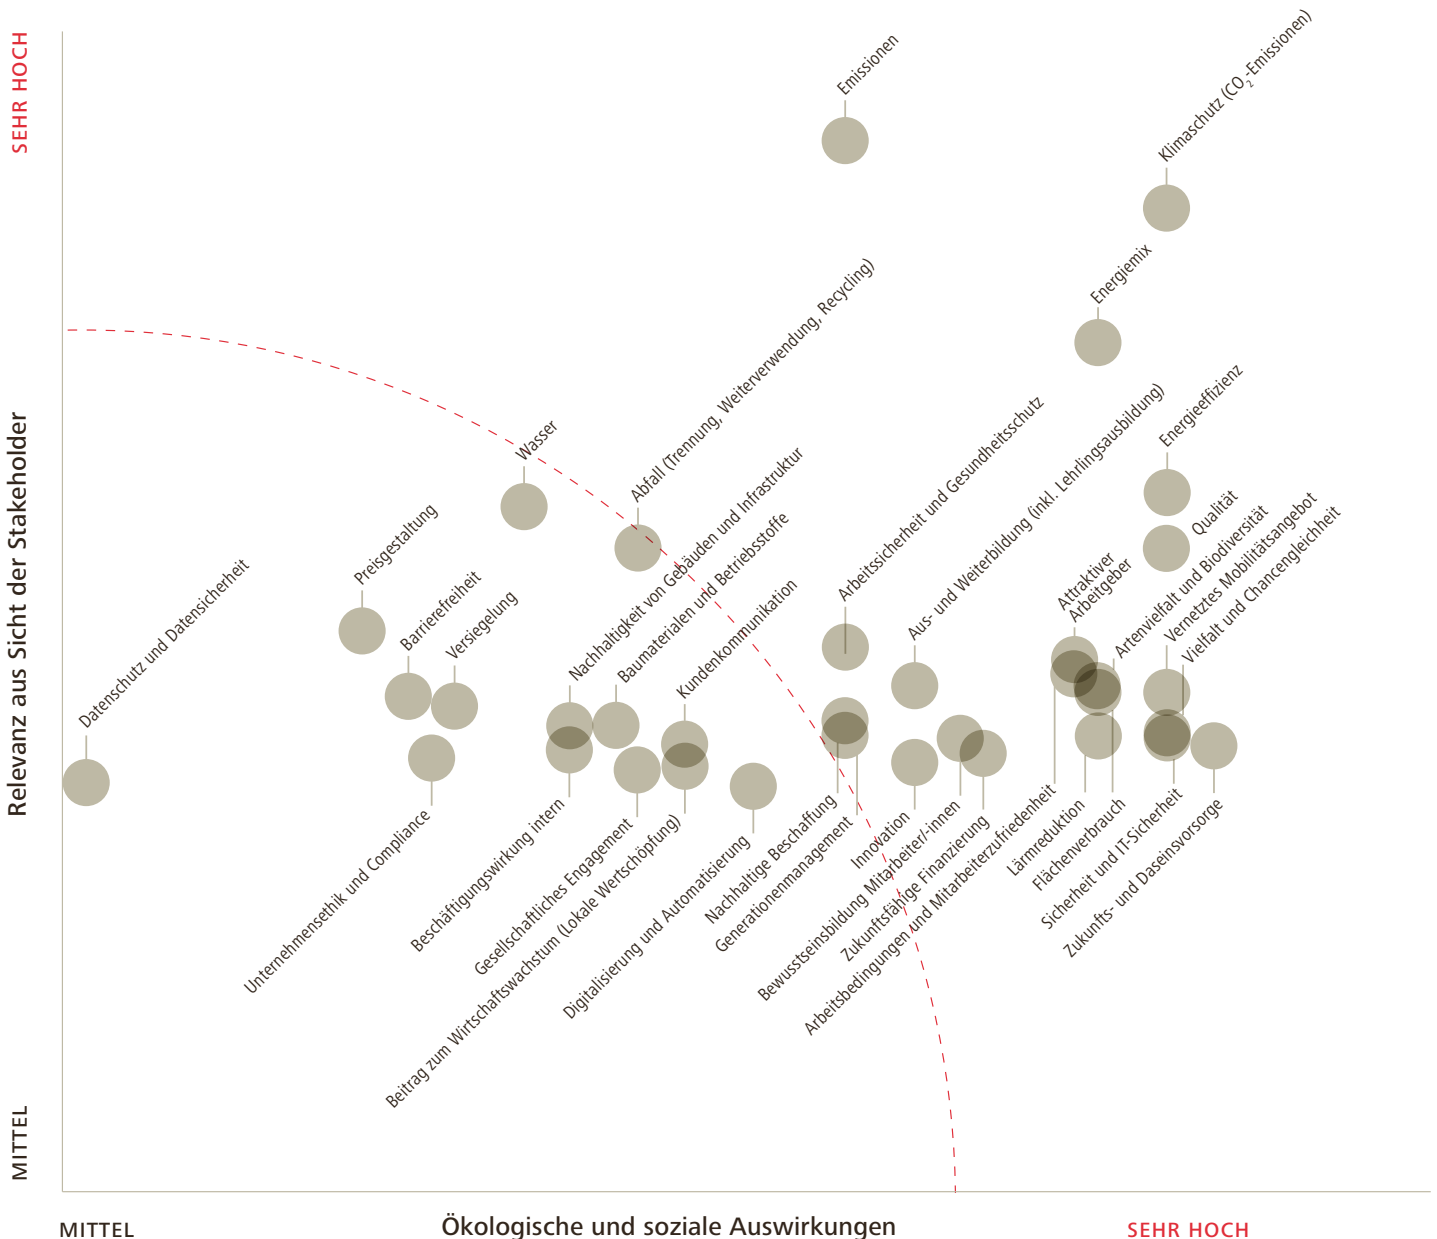 SEHR HOCH
Relevanz aus Sicht der Stakeholder
MITTEL
Emissionen
Klimaschutz (CO₂-Emissionen)
Energiemix
Abfall (Trennung, Weiterverwendung, Recycling)
Wasser
Energieeffizienz
Qualität
Arbeitssicherheit und Gesundheitsschutz
Aus- und Weiterbildung (inkl. Lehrlingsausbildung)
Attraktiver
Arbeitgeber
Artenvielfalt und Biodiversität
Vernetztes Mobilitätsangebot
Vielfalt und Chancengleichheit
Datenschutz und Datensicherheit
Preisgestaltung
Barrierefreiheit
Versiegelung
Nachhaltigkeit von Gebäuden und Infrastruktur
Baumaterialen und Betriebsstoffe
Kundenkommunikation
Unternehmensethik und Compliance
Beschäftigungswirkung intern
Gesellschaftliches Engagement
Beitrag zum Wirtschaftswachstum (Lokale Wertschöpfung)
Digitalisierung und Automatisierung
Nachhaltige Beschaffung
Generationenmanagement
Innovation
Bewusstseinsbildung Mitarbeiter/-innen
Zukunftsfähige Finanzierung
Arbeitsbedingungen und Mitarbeiterzufriedenheit
Lärmreduktion
Flächenverbrauch
Sicherheit und IT-Sicherheit
Zukunfts- und Daseinsvorsorge
MITTEL
Ökologische und soziale Auswirkungen
SEHR HOCH